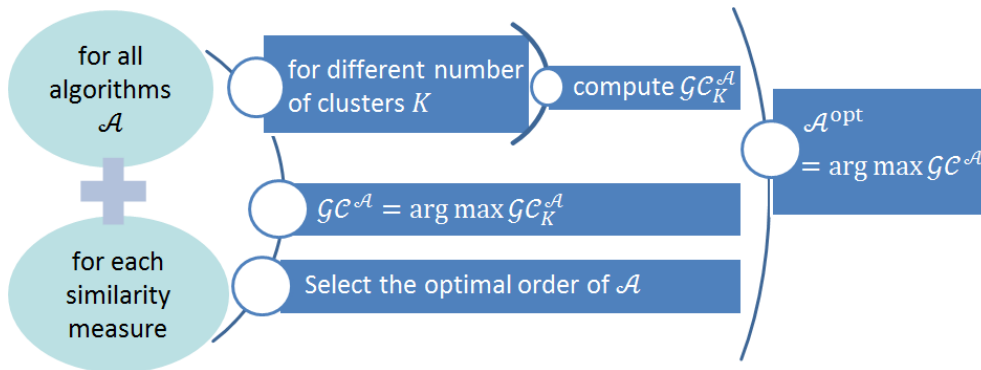 for all
algorithms
𝒜
for each
similarity
measure
for different number
of clusters K
compute 𝒢𝒞_K^𝒜
𝒢𝒞^𝒜 = arg max 𝒢𝒞_K^𝒜
Select the optimal order of 𝒜
𝒜^opt
= arg max 𝒢𝒞^𝒜